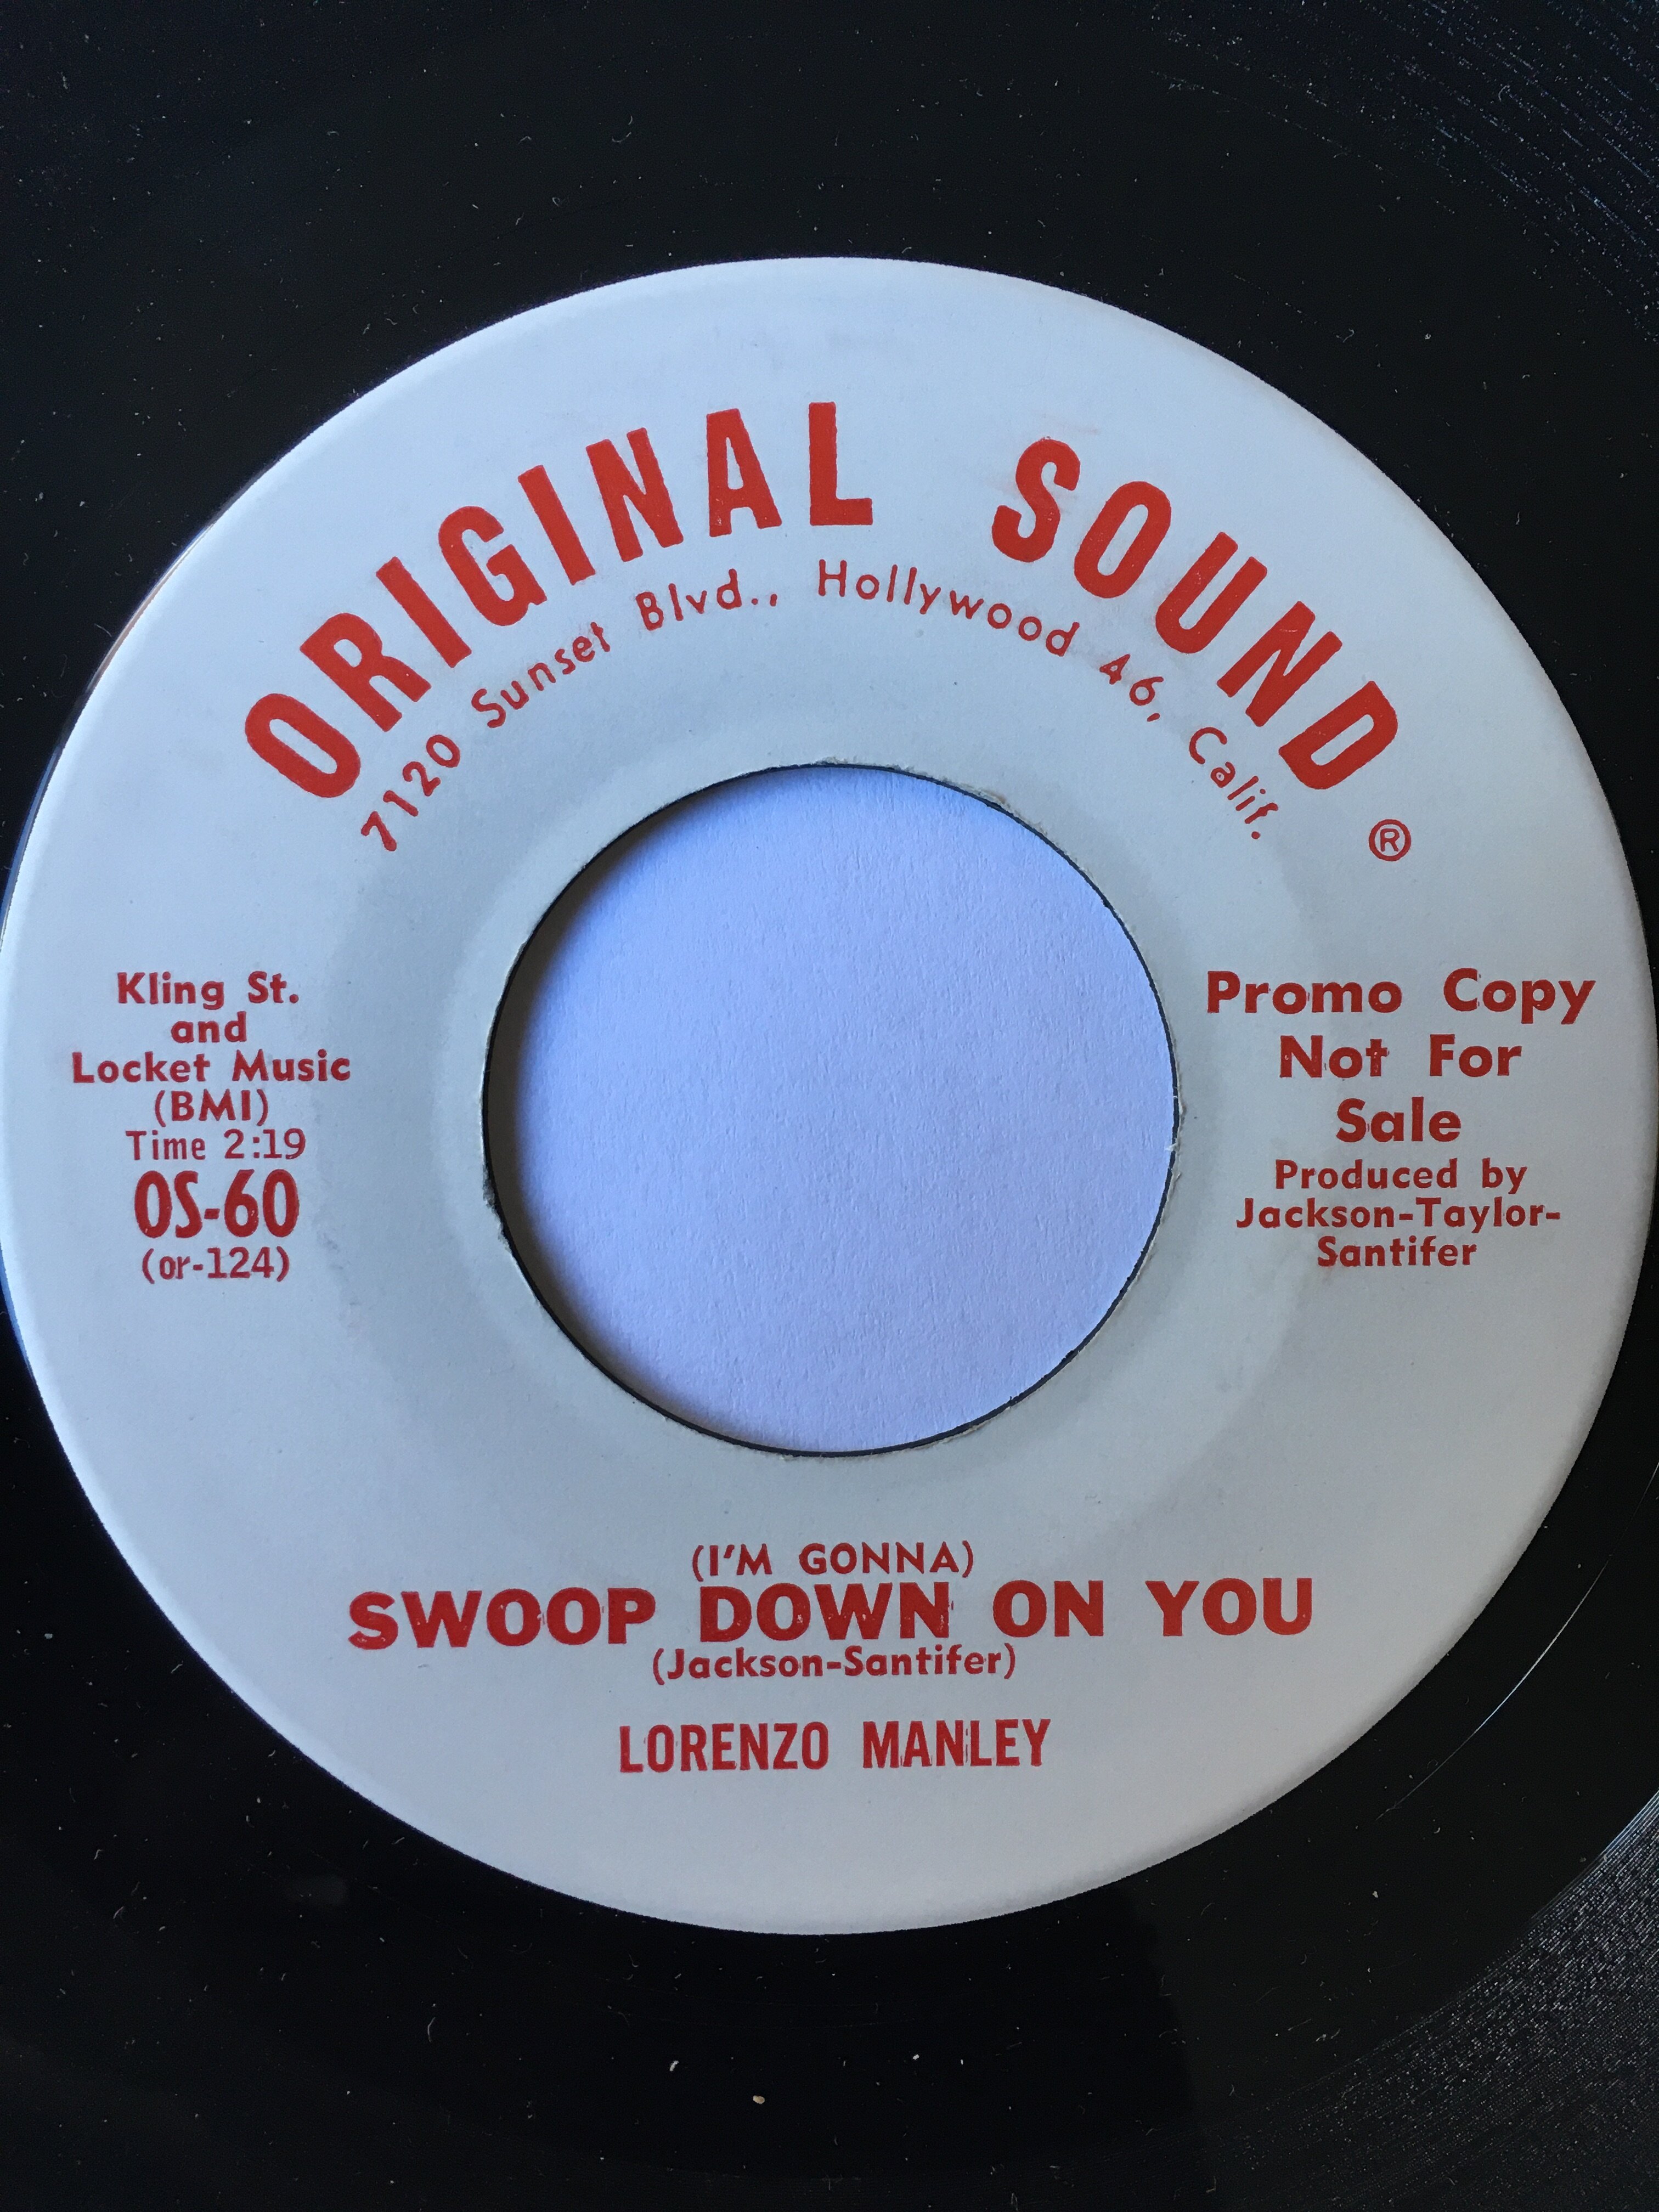 ORIGINAL SOUND ®
7120 Sunset Blvd., Hollywood 46, Calif.
Kling St.
and
Locket Music
(BMI)
Time 2:19
OS-60
(or-124)
Promo Copy
Not For
Sale
Produced by
Jackson-Taylor-
Santifer
(I'M GONNA)
SWOOP DOWN ON YOU
(Jackson-Santifer)
LORENZO MANLEY